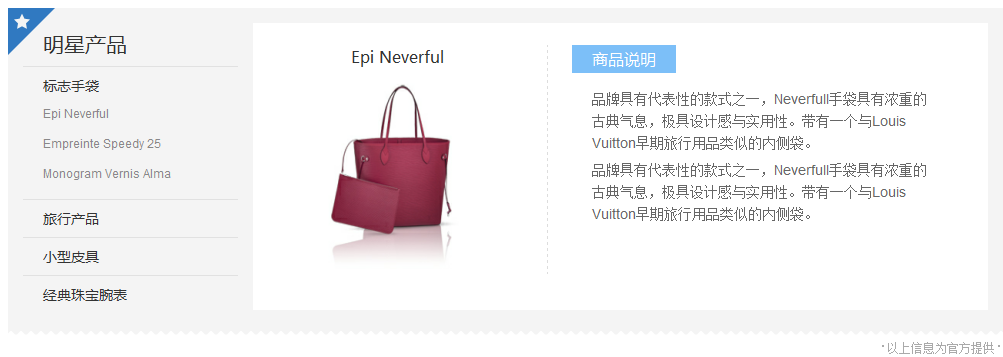 明星产品
标志手袋
Epi Neverful
Empreinte Speedy 25
Monogram Vernis Alma
旅行产品
小型皮具
经典珠宝腕表
Epi Neverful
商品说明
品牌具有代表性的款式之一，Neverfull手袋具有浓重的
古典气息，极具设计感与实用性。带有一个与Louis
Vuitton早期旅行用品类似的内侧袋。
品牌具有代表性的款式之一，Neverfull手袋具有浓重的
古典气息，极具设计感与实用性。带有一个与Louis
Vuitton早期旅行用品类似的内侧袋。
以上信息为官方提供